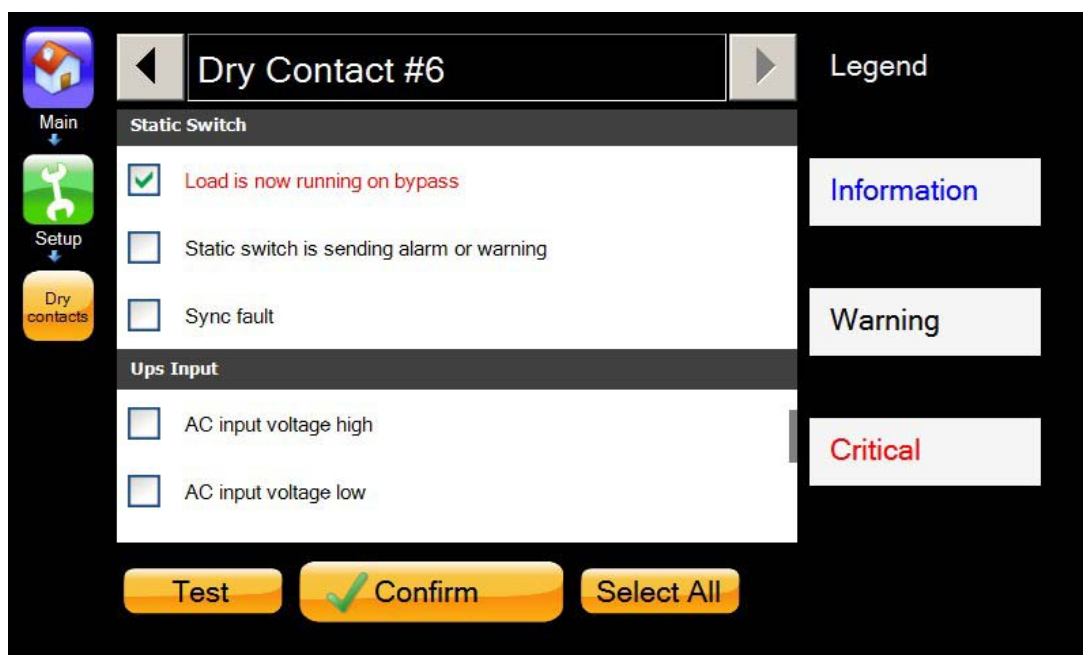 Main
Setup
Dry
contacts
Dry Contact #6
Static Switch
Load is now running on bypass
Static switch is sending alarm or warning
Sync fault
Ups Input
AC input voltage high
AC input voltage low
Test
Confirm
Select All
Legend
Information
Warning
Critical